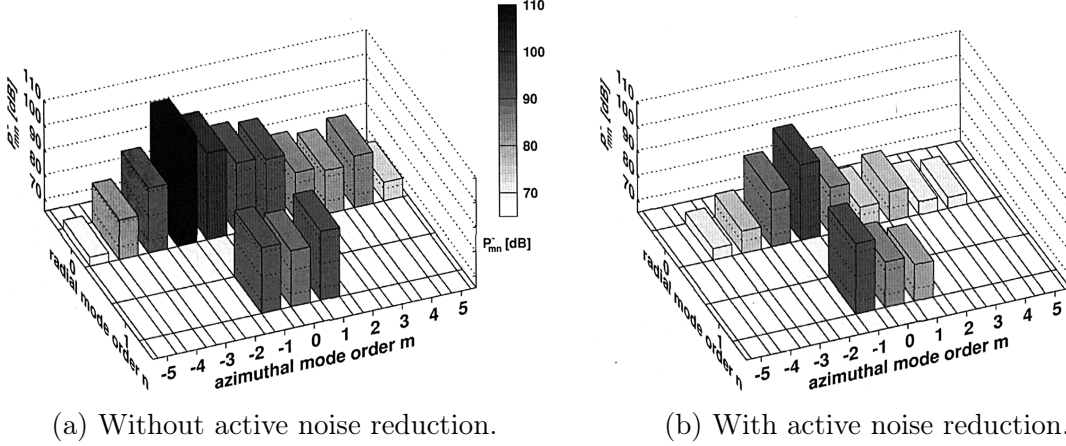 110
100
90
80
70
P⁻mn [dB]
110
100
90
80
70
P⁻mn [dB]
0
1
radial mode order n
-5 -4 -3 -2 -1 0 1 2 3 4 5
azimuthal mode order m
(a) Without active noise reduction.
110
100
90
80
70
P⁻mn [dB]
0
1
radial mode order n
-5 -4 -3 -2 -1 0 1 2 3 4 5
azimuthal mode order m
(b) With active noise reduction.